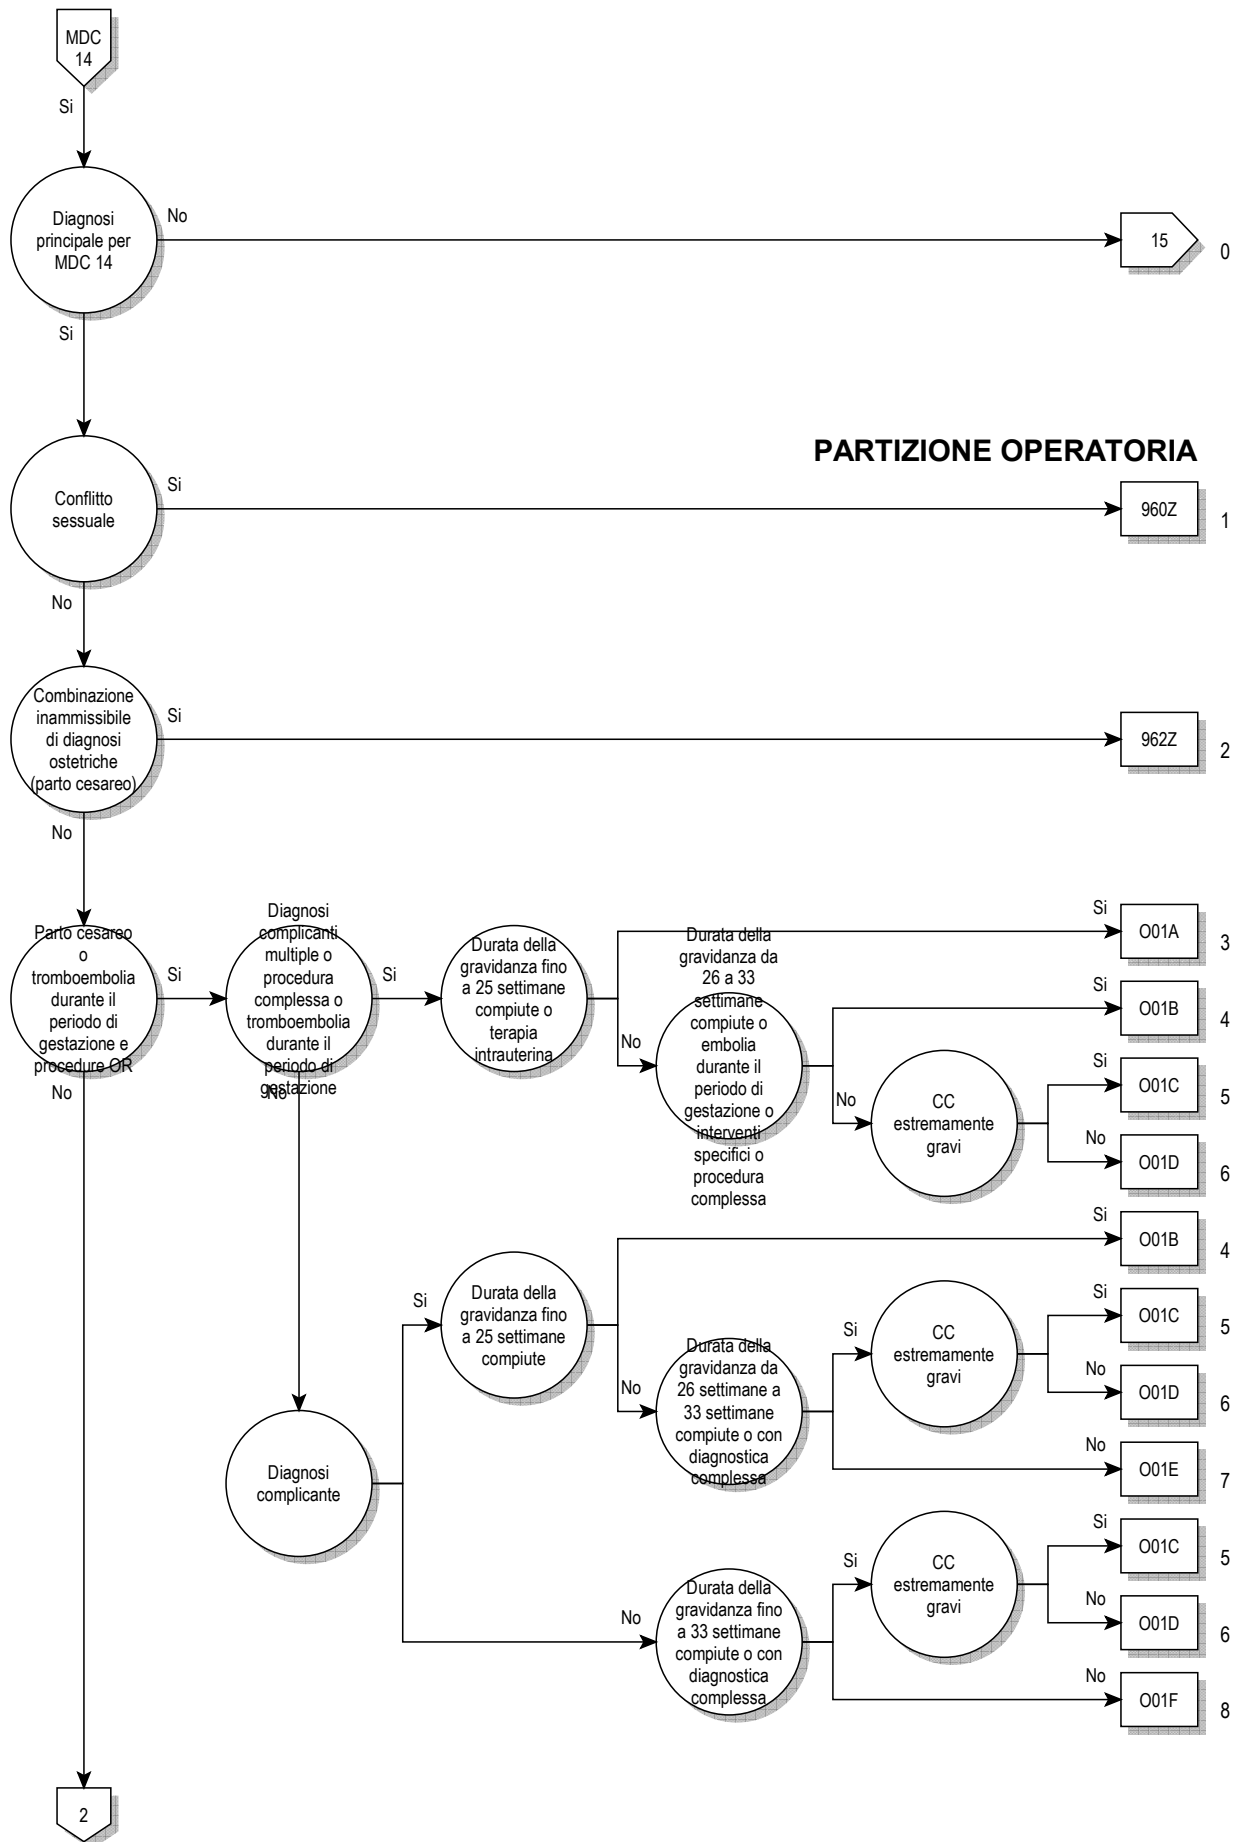 MDC
14
Si
Diagnosi
principale per
MDC 14
No
15
0
Si
PARTIZIONE OPERATORIA
Conflitto
sessuale
Si
960Z
1
No
Combinazione
inammissibile
di diagnosi
ostetriche
(parto cesareo)
Si
962Z
2
No
Parto cesareo
o
tromboembolia
durante il
periodo di
gestazione e
procedure OR
Si
No
Diagnosi
complicanti
multiple o
procedura
complessa o
tromboembolia
durante il
periodo di
gestazione
Si
No
Durata della
gravidanza fino
a 25 settimane
compiute o
terapia
intrauterina
Si
O01A
3
No
Durata della
gravidanza da
26 a 33
settimane
compiute o
embolia
durante il
periodo di
gestazione o
interventi
specifici o
procedura
complessa
Si
O01B
4
No
CC
estremamente
gravi
Si
O01C
5
No
O01D
6
Diagnosi
complicante
Si
Durata della
gravidanza fino
a 25 settimane
compiute
Si
O01B
4
No
Durata della
gravidanza da
26 settimane a
33 settimane
compiute o con
diagnostica
complessa
Si
CC
estremamente
gravi
Si
O01C
5
No
O01D
6
No
O01E
7
No
Durata della
gravidanza fino
a 33 settimane
compiute o con
diagnostica
complessa
Si
CC
estremamente
gravi
Si
O01C
5
No
O01D
6
No
O01F
8
2